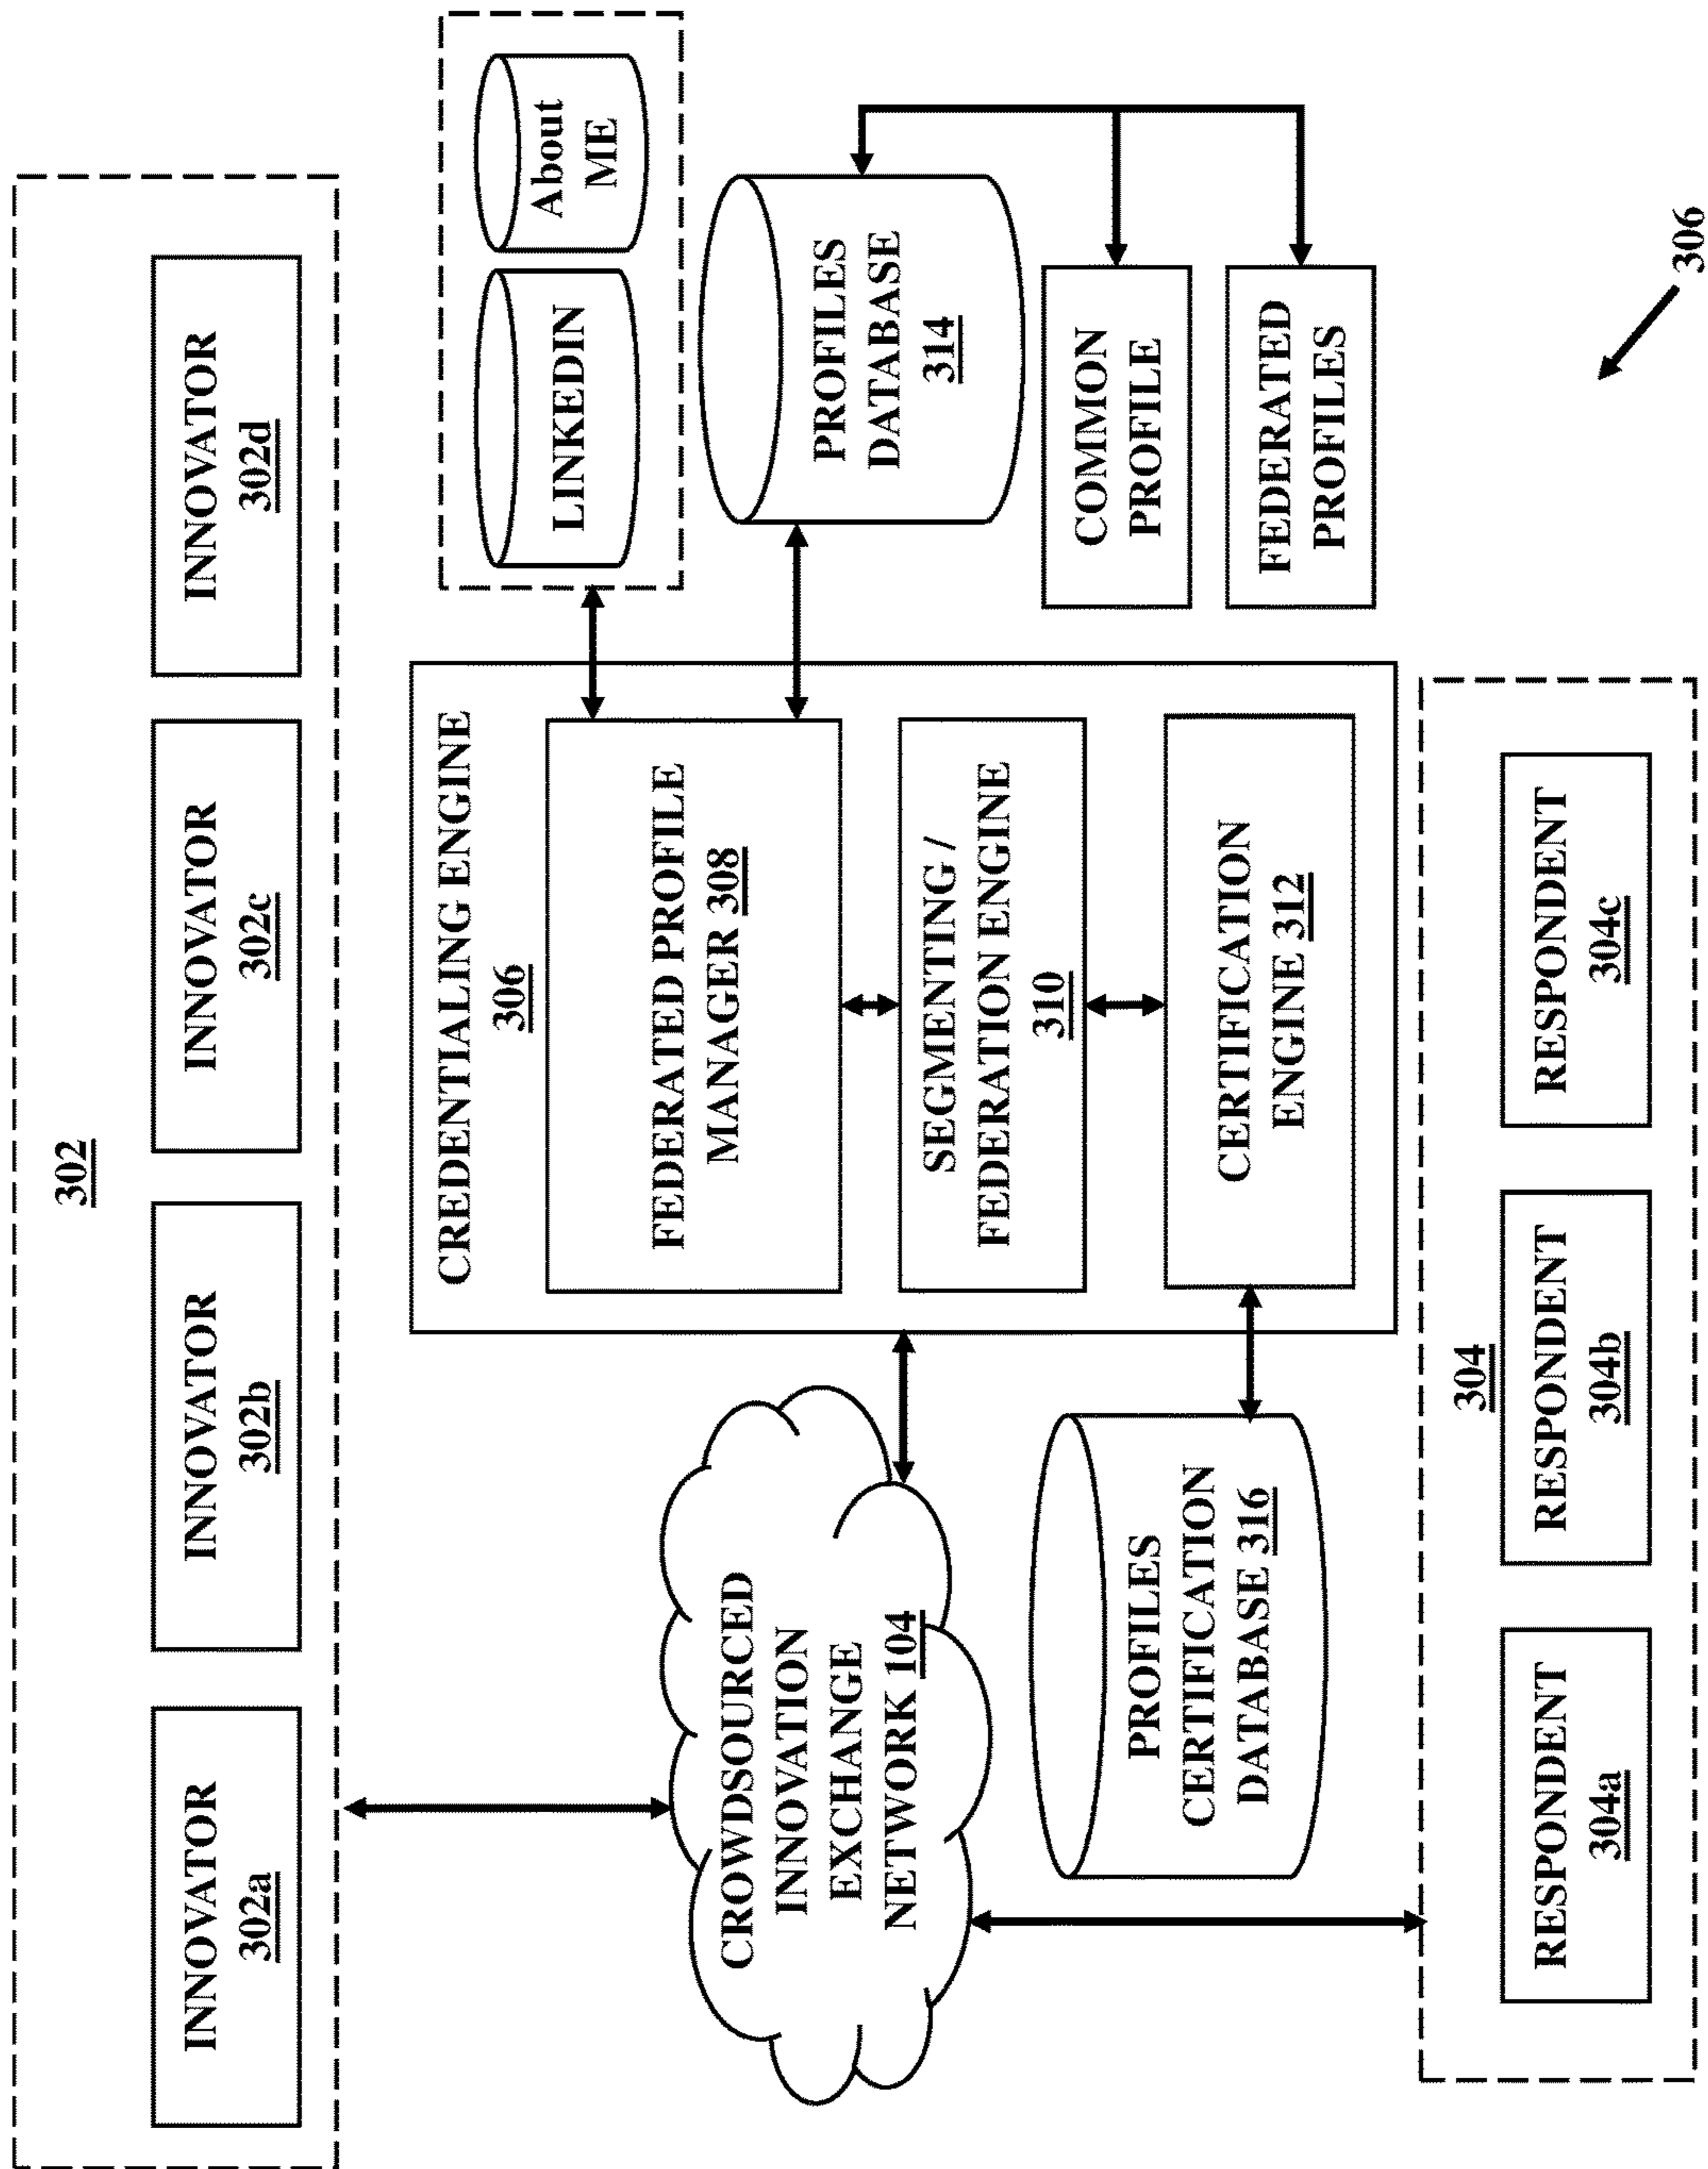 302
INNOVATOR
302a
INNOVATOR
302b
INNOVATOR
302c
INNOVATOR
302d
CROWDSOURCED
INNOVATION
EXCHANGE
NETWORK 104
CREDENTIALING ENGINE
306
FEDERATED PROFILE
MANAGER 308
SEGMENTING /
FEDERATION ENGINE
310
CERTIFICATION
ENGINE 312
LINKEDIN
About
ME
PROFILES
DATABASE
314
COMMON
PROFILE
FEDERATED
PROFILES
PROFILES
CERTIFICATION
DATABASE 316
304
RESPONDENT
304a
RESPONDENT
304b
RESPONDENT
304c
306